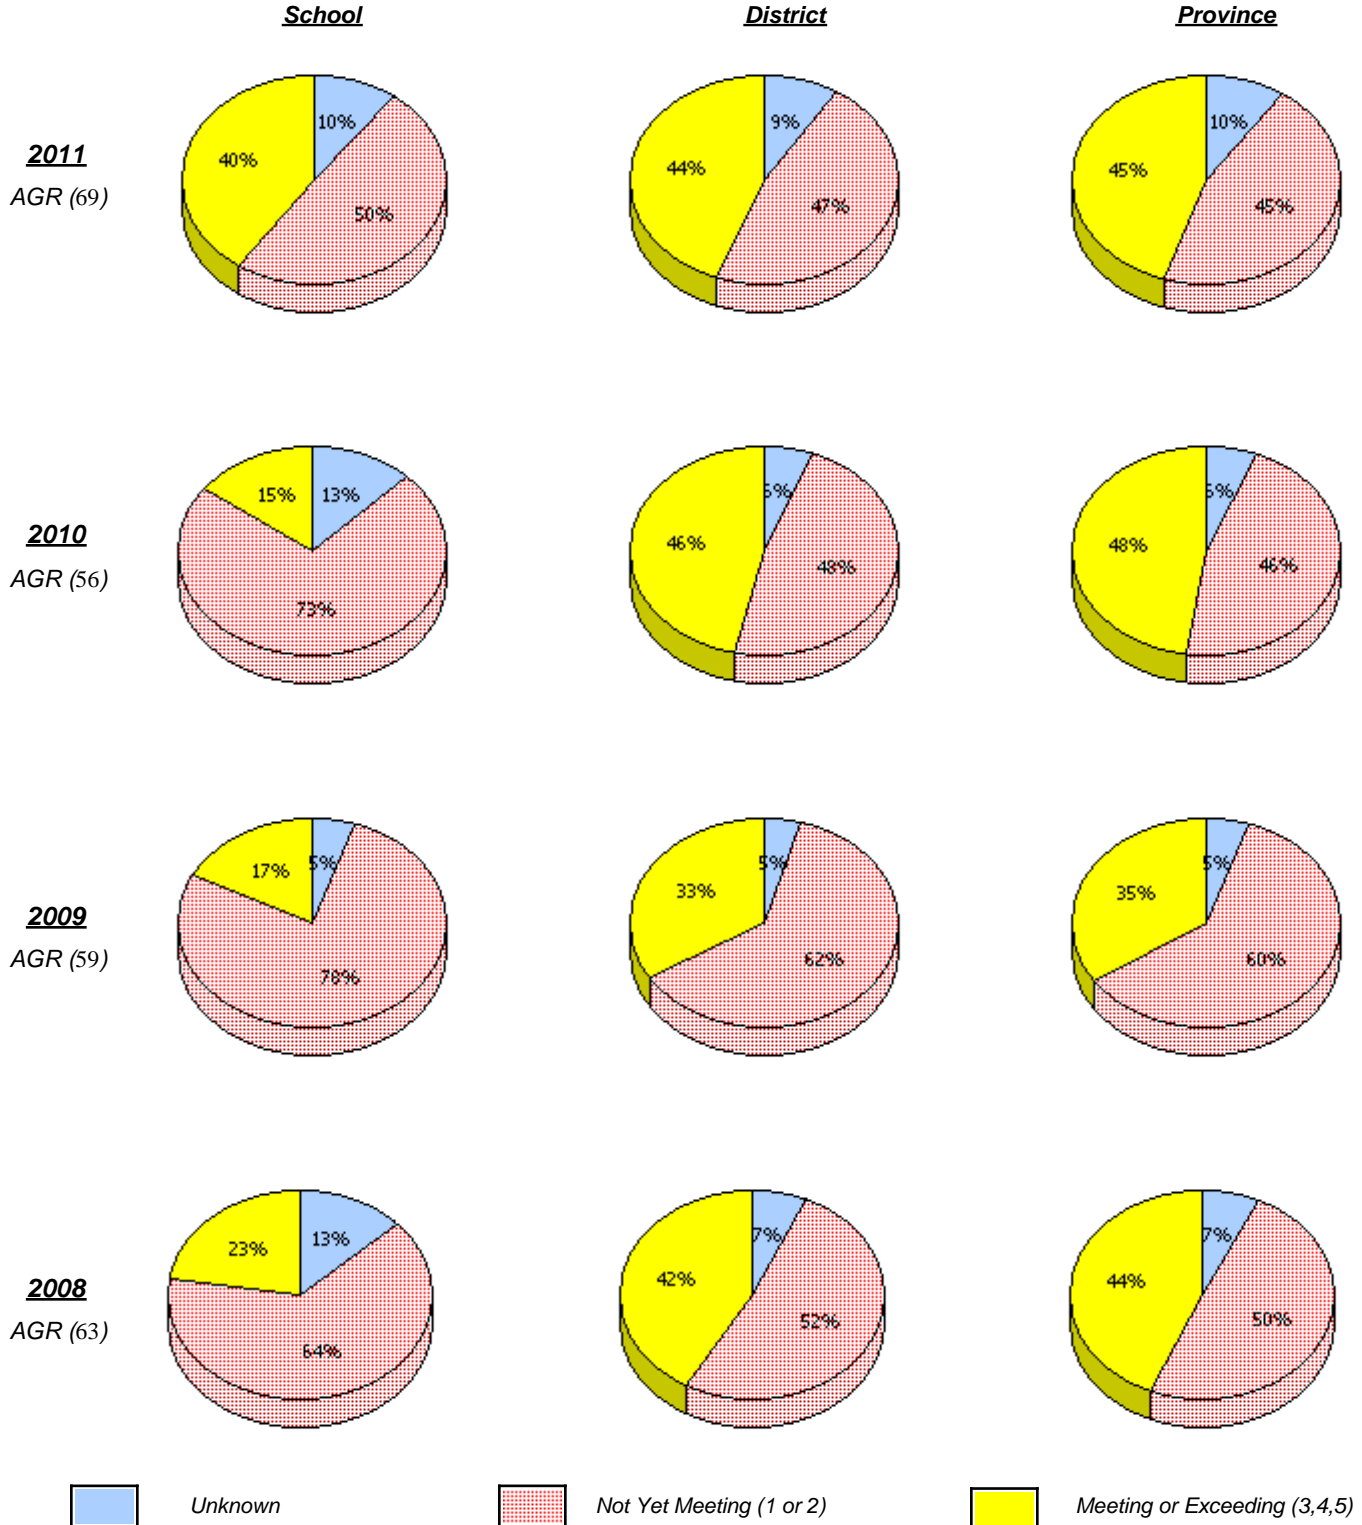 School District Province
10% 9% 10%
2011
40% 44% 45%
AGR (69)
50% 47% 45%
15% 13%
2010
46% 48%
48% 46%
AGR (56)
73%
17% 5% 33% 5% 35% 5%
2009
AGR (59)
78% 62% 60%
23% 13% 7% 7%
42% 44%
2008
AGR (63)
64% 52% 50%
Unknown Not Yet Meeting (1 or 2) Meeting or Exceeding (3,4,5)